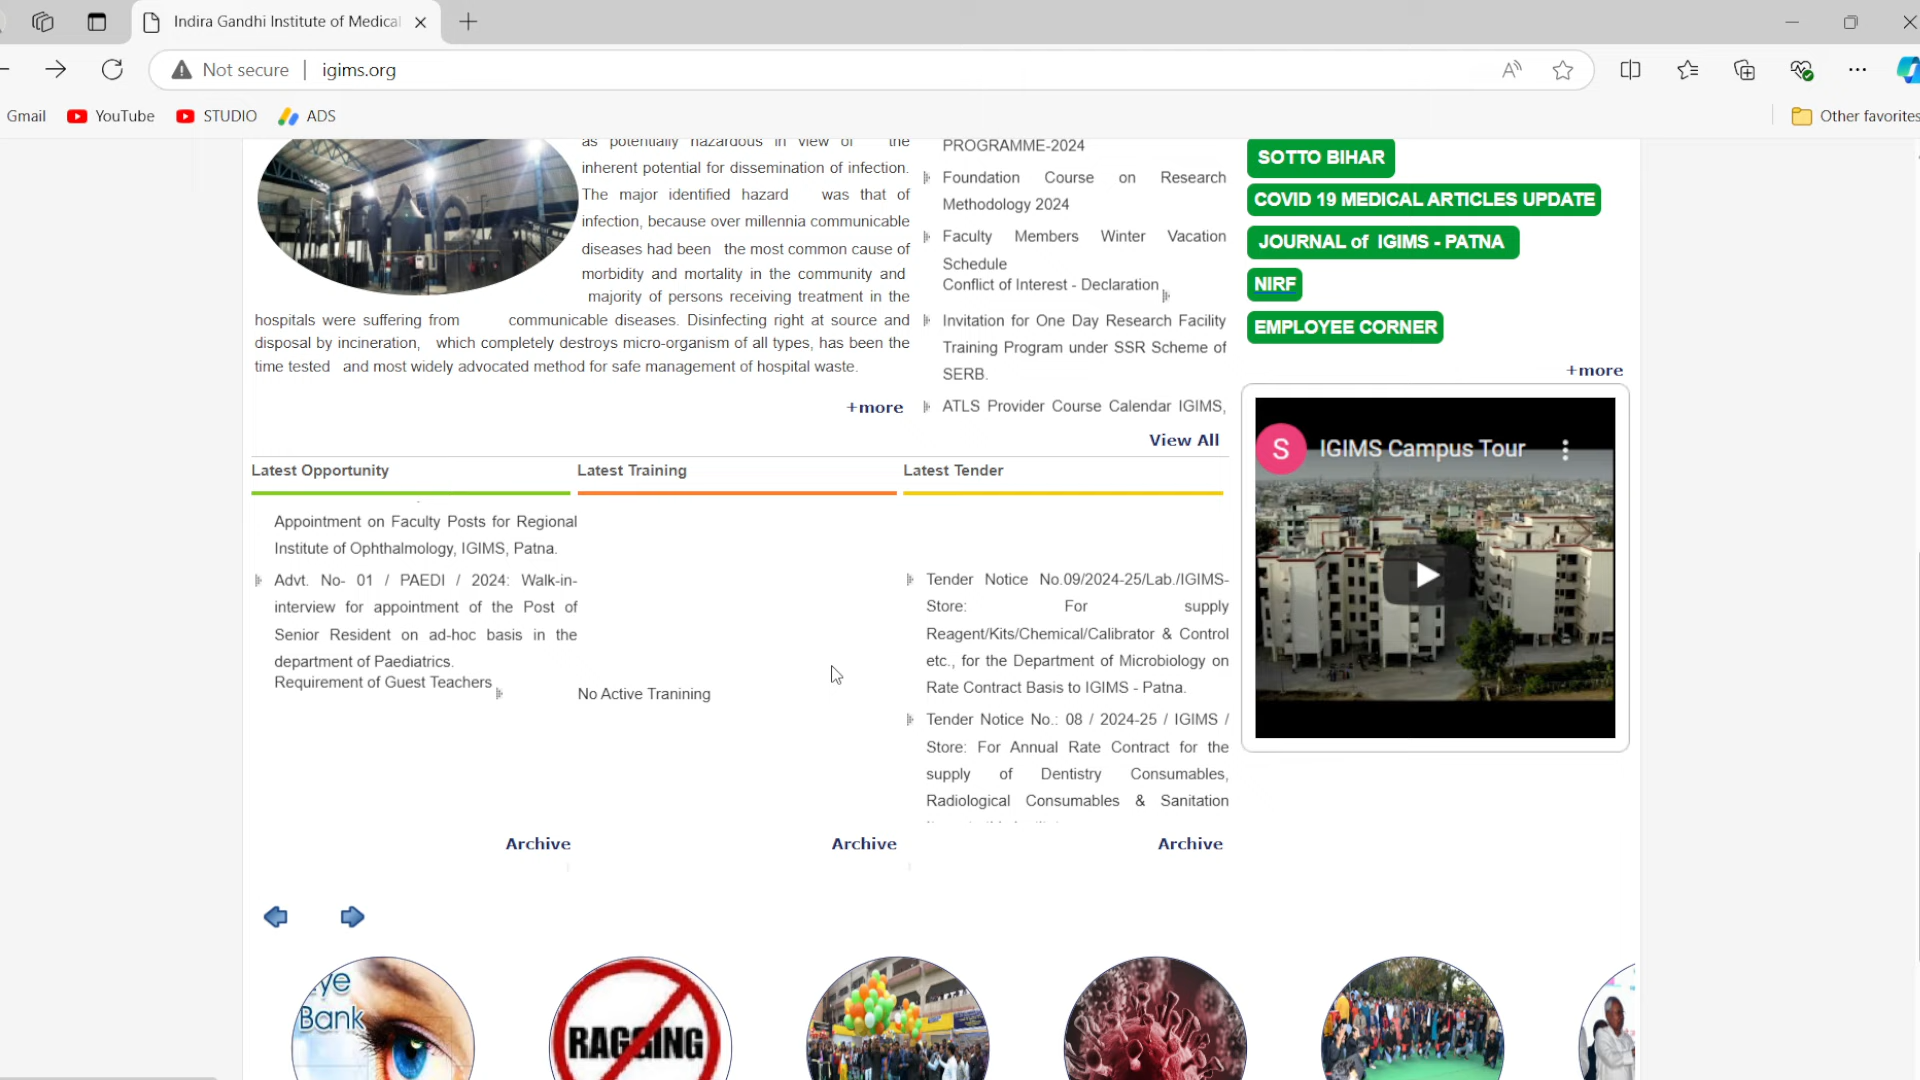 Indira Gandhi Institute of Medical
Not secure
igims.org
Gmail
YouTube
STUDIO
ADS
Other favorites
as potentially hazardous in view of the
inherent potential for dissemination of infection.
The major identified hazard was that of
infection, because over millennia communicable
diseases had been the most common cause of
morbidity and mortality in the community and
majority of persons receiving treatment in the
hospitals were suffering from communicable diseases. Disinfecting right at source and
disposal by incineration, which completely destroys micro-organism of all types, has been the
time tested and most widely advocated method for safe management of hospital waste.
+more
PROGRAMME-2024
Foundation Course on Research
Methodology 2024
Faculty Members Winter Vacation
Schedule
Conflict of Interest - Declaration
Invitation for One Day Research Facility
Training Program under SSR Scheme of
SERB.
ATLS Provider Course Calendar IGIMS,
View All
SOTTO BIHAR
COVID 19 MEDICAL ARTICLES UPDATE
JOURNAL of IGIMS - PATNA
NIRF
EMPLOYEE CORNER
+more
S
IGIMS Campus Tour
Latest Opportunity
Appointment on Faculty Posts for Regional
Institute of Ophthalmology, IGIMS, Patna.
Advt. No- 01 / PAEDI / 2024: Walk-in-
interview for appointment of the Post of
Senior Resident on ad-hoc basis in the
department of Paediatrics.
Requirement of Guest Teachers
Archive
Latest Training
No Active Tranining
Archive
Latest Tender
Tender Notice No.09/2024-25/Lab./IGIMS-
Store: For supply
Reagent/Kits/Chemical/Calibrator & Control
etc., for the Department of Microbiology on
Rate Contract Basis to IGIMS - Patna.
Tender Notice No.: 08 / 2024-25 / IGIMS /
Store: For Annual Rate Contract for the
supply of Dentistry Consumables,
Radiological Consumables & Sanitation
Archive
ye
Bank
RAGGING